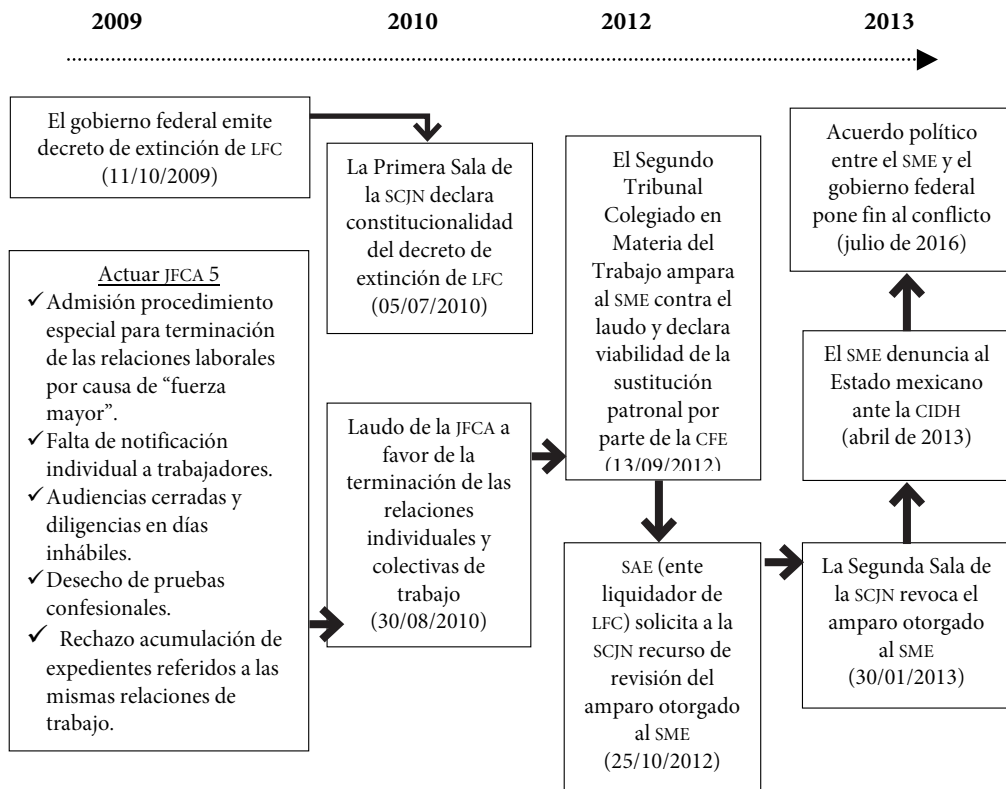 2009
2010
2012
2013
El gobierno federal emite
decreto de extinción de LFC
(11/10/2009)
Actuar JFCA 5
✓Admisión procedimiento
especial para terminación
de las relaciones laborales
por causa de “fuerza
mayor”.
✓Falta de notificación
individual a trabajadores.
✓Audiencias cerradas y
diligencias en días
inhábiles.
✓Desecho de pruebas
confesionales.
✓ Rechazo acumulación de
expedientes referidos a las
mismas relaciones de
trabajo.
La Primera Sala de
la SCJN declara
constitucionalidad
del decreto de
extinción de LFC
(05/07/2010)
Laudo de la JFCA a
favor de la
terminación de las
relaciones
individuales y
colectivas de
trabajo
(30/08/2010)
El Segundo
Tribunal
Colegiado en
Materia del
Trabajo ampara
al SME contra el
laudo y declara
viabilidad de la
sustitución
patronal por
parte de la CFE
(13/09/2012)
SAE (ente
liquidador de
LFC) solicita a la
SCJN recurso de
revisión del
amparo otorgado
al SME
(25/10/2012)
Acuerdo político
entre el SME y el
gobierno federal
pone fin al conflicto
(julio de 2016)
El SME denuncia al
Estado mexicano
ante la CIDH
(abril de 2013)
La Segunda Sala de
la SCJN revoca el
amparo otorgado
al SME
(30/01/2013)